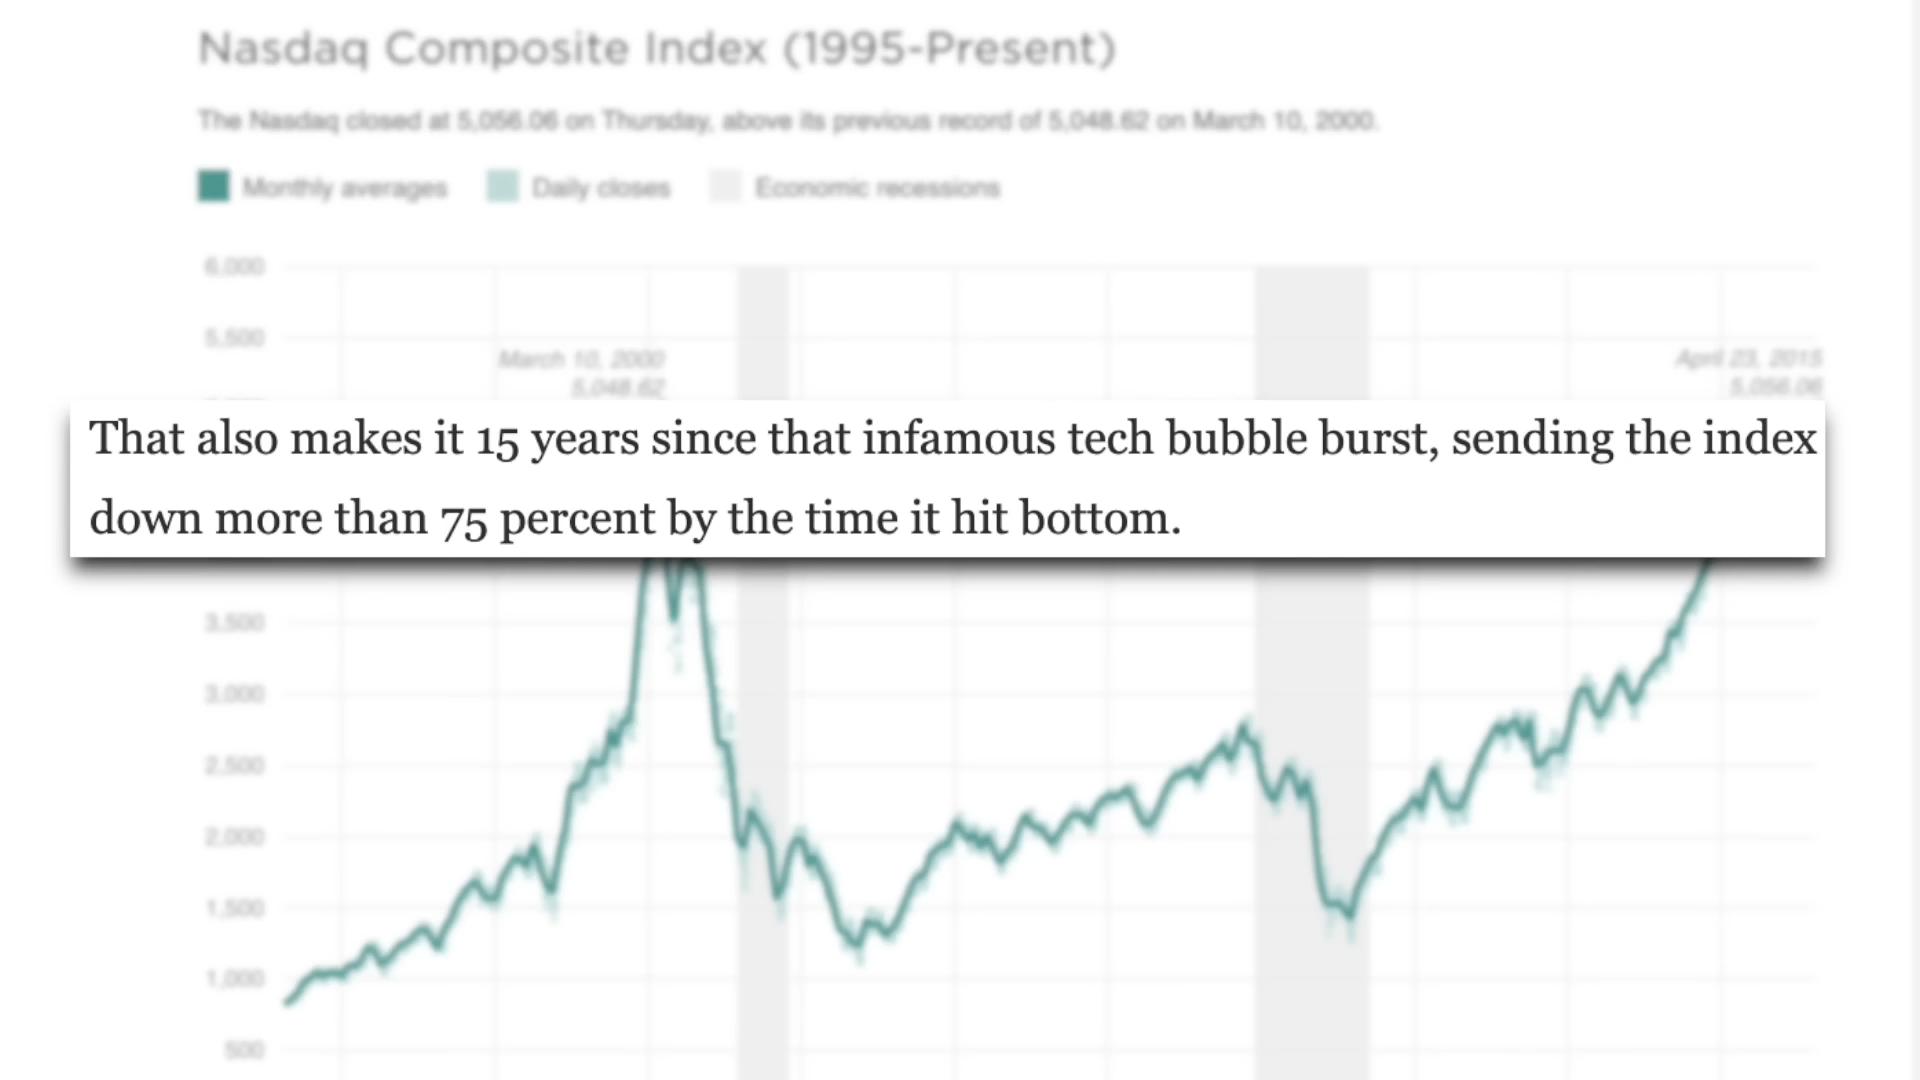 Nasdaq Composite Index (1995-Present)
The Nasdaq closed at 5,056.06 on Thursday, above its previous record of 5,048.62 on March 10, 2000.
Monthly averages Daily closes Economic recessions
6,000
5,500
March 10, 2000
5,048.62
April 23, 2015
5,056.06
That also makes it 15 years since that infamous tech bubble burst, sending the index
down more than 75 percent by the time it hit bottom.
3,500
3,000
2,500
2,000
1,500
1,000
500